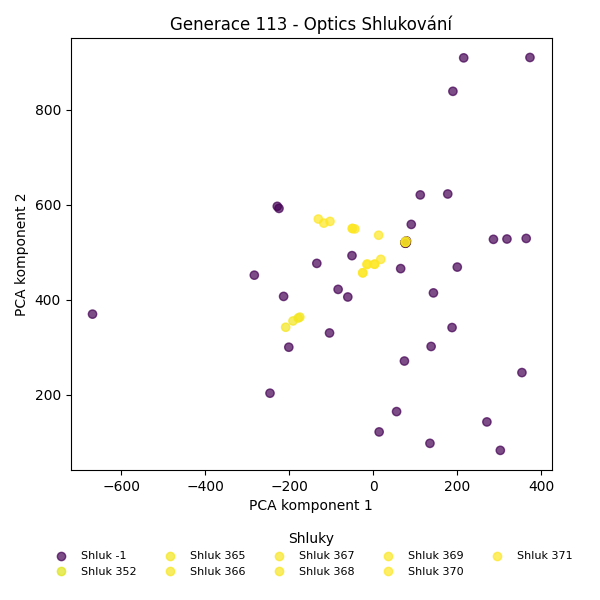 Generace 113 - Optics Shlukování
PCA komponent 2
800
600
400
200
−600
−400
−200
0
200
400
PCA komponent 1
Shluky
Shluk -1
Shluk 365
Shluk 367
Shluk 369
Shluk 371
Shluk 352
Shluk 366
Shluk 368
Shluk 370